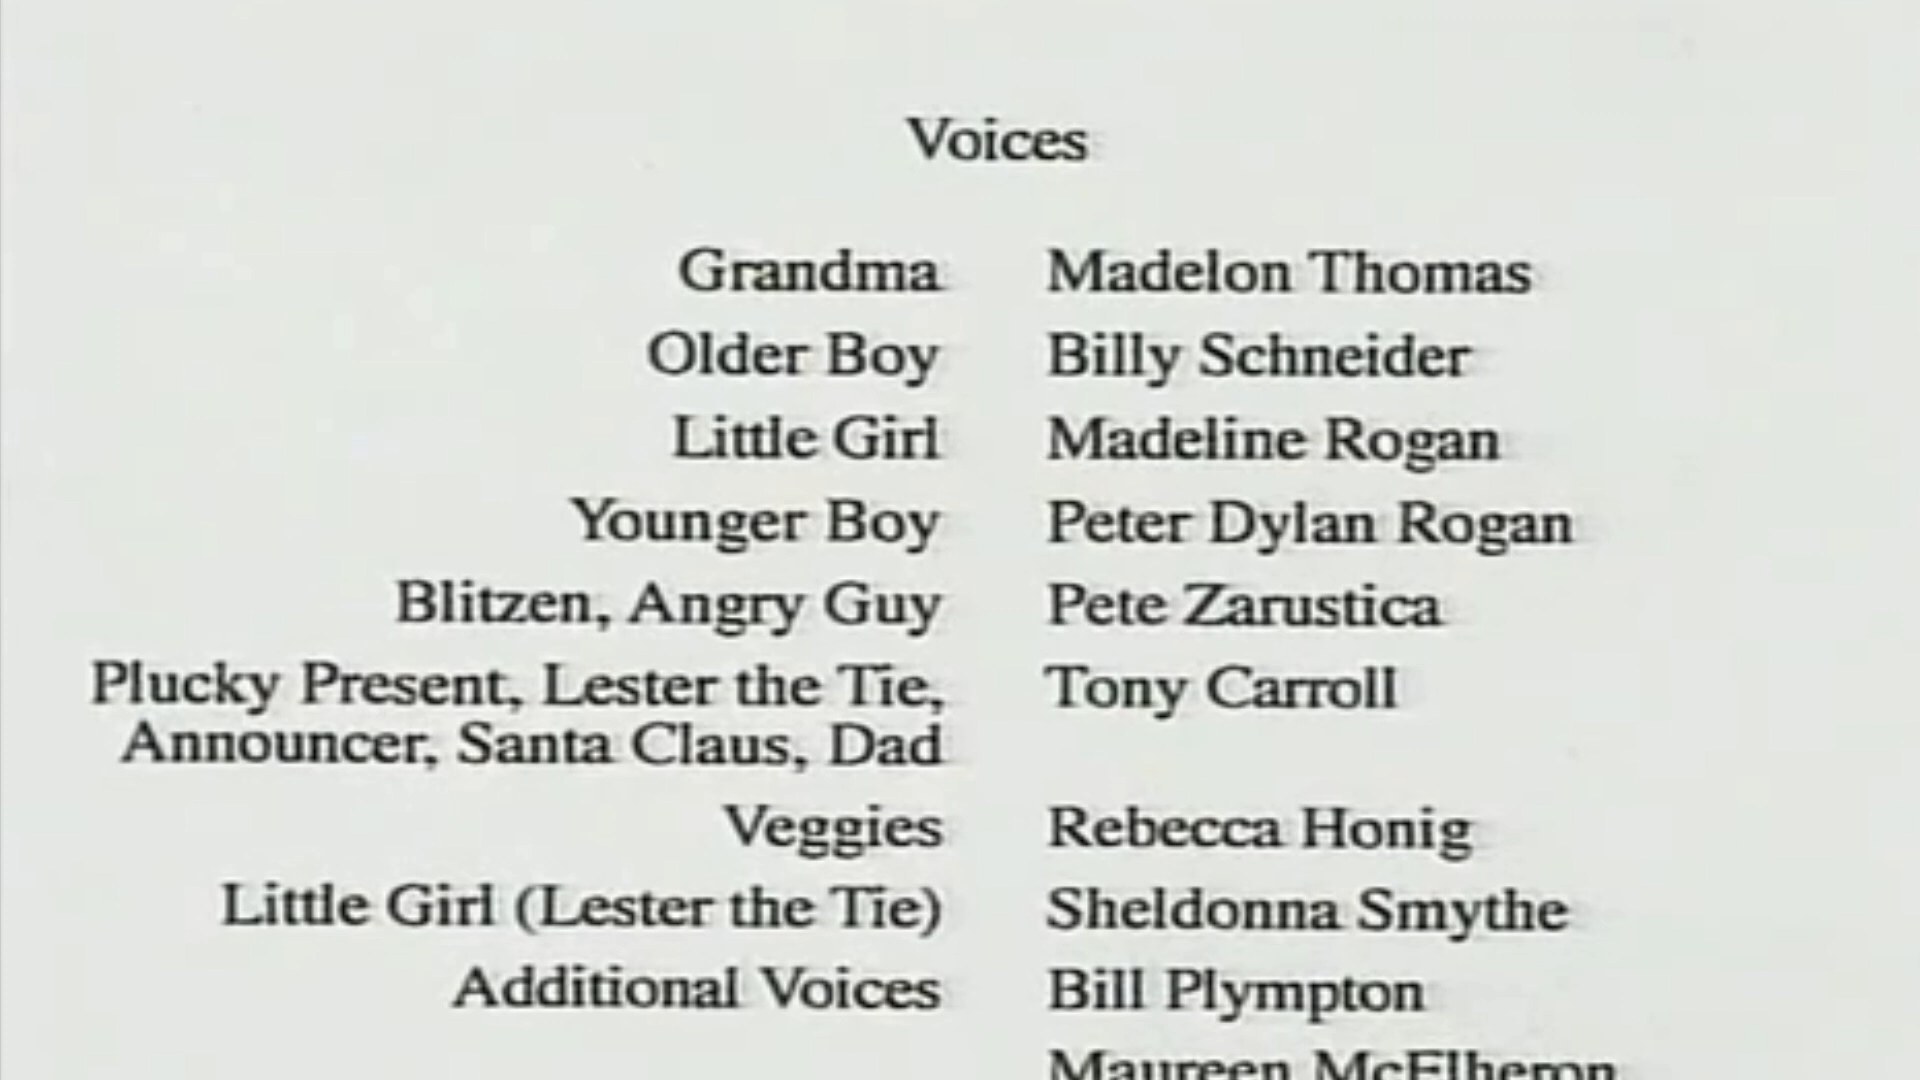 Voices
Grandma Madelon Thomas
Older Boy Billy Schneider
Little Girl Madeline Rogan
Younger Boy Peter Dylan Rogan
Blitzen, Angry Guy Pete Zarustica
Plucky Present, Lester the Tie, Tony Carroll
Announcer, Santa Claus, Dad
Veggies Rebecca Honig
Little Girl (Lester the Tie) Sheldonna Smythe
Additional Voices Bill Plympton
Maureen McElheron